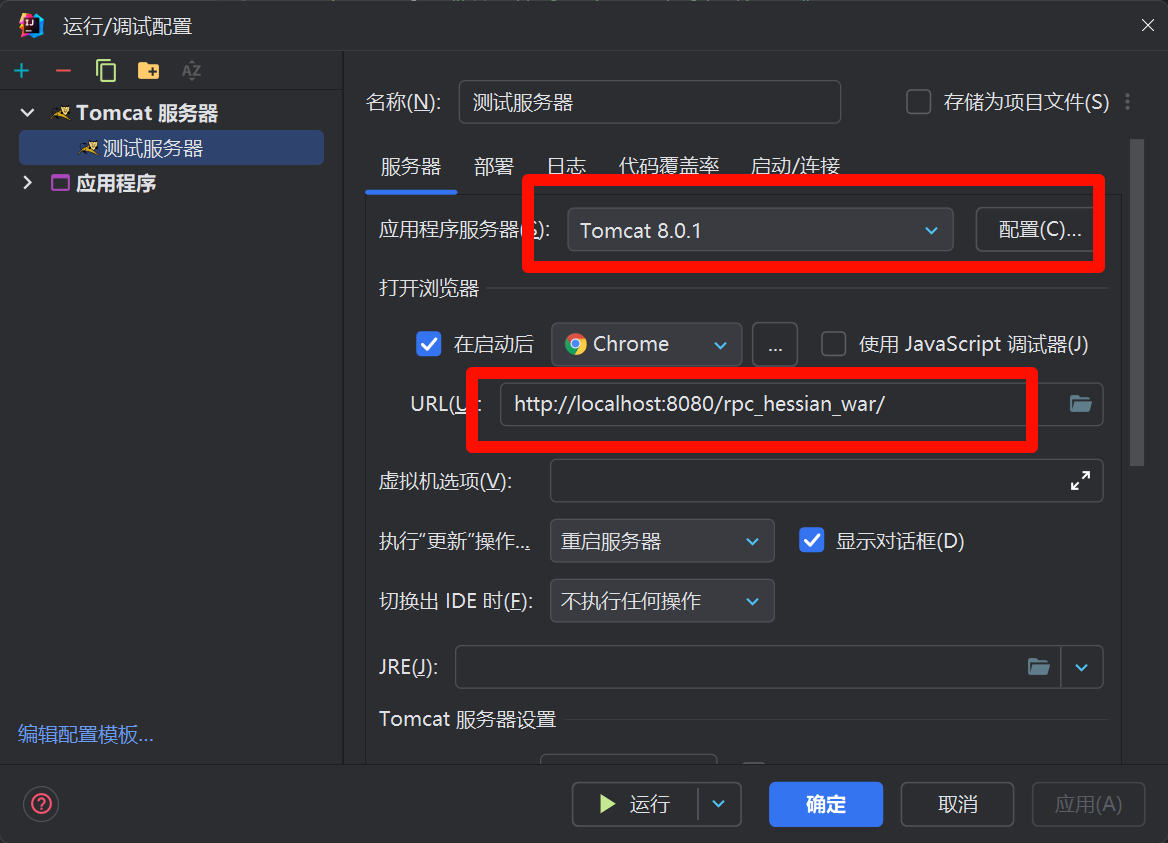 运行/调试配置
Tomcat 服务器
测试服务器
应用程序
编辑配置模板...
名称(N):
测试服务器
存储为项目文件(S)
服务器 部署 日志 代码覆盖率 启动/连接
应用程序服务器(S): Tomcat 8.0.1 配置(C)...
打开浏览器
在启动后 Chrome ... 使用 JavaScript 调试器(J)
URL(U): http://localhost:8080/rpc_hessian_war/
虚拟机选项(V):
执行“更新”操作... 重启服务器 显示对话框(D)
切换出 IDE 时(F): 不执行任何操作
JRE(J):
Tomcat 服务器设置
运行 确定 取消 应用(A)